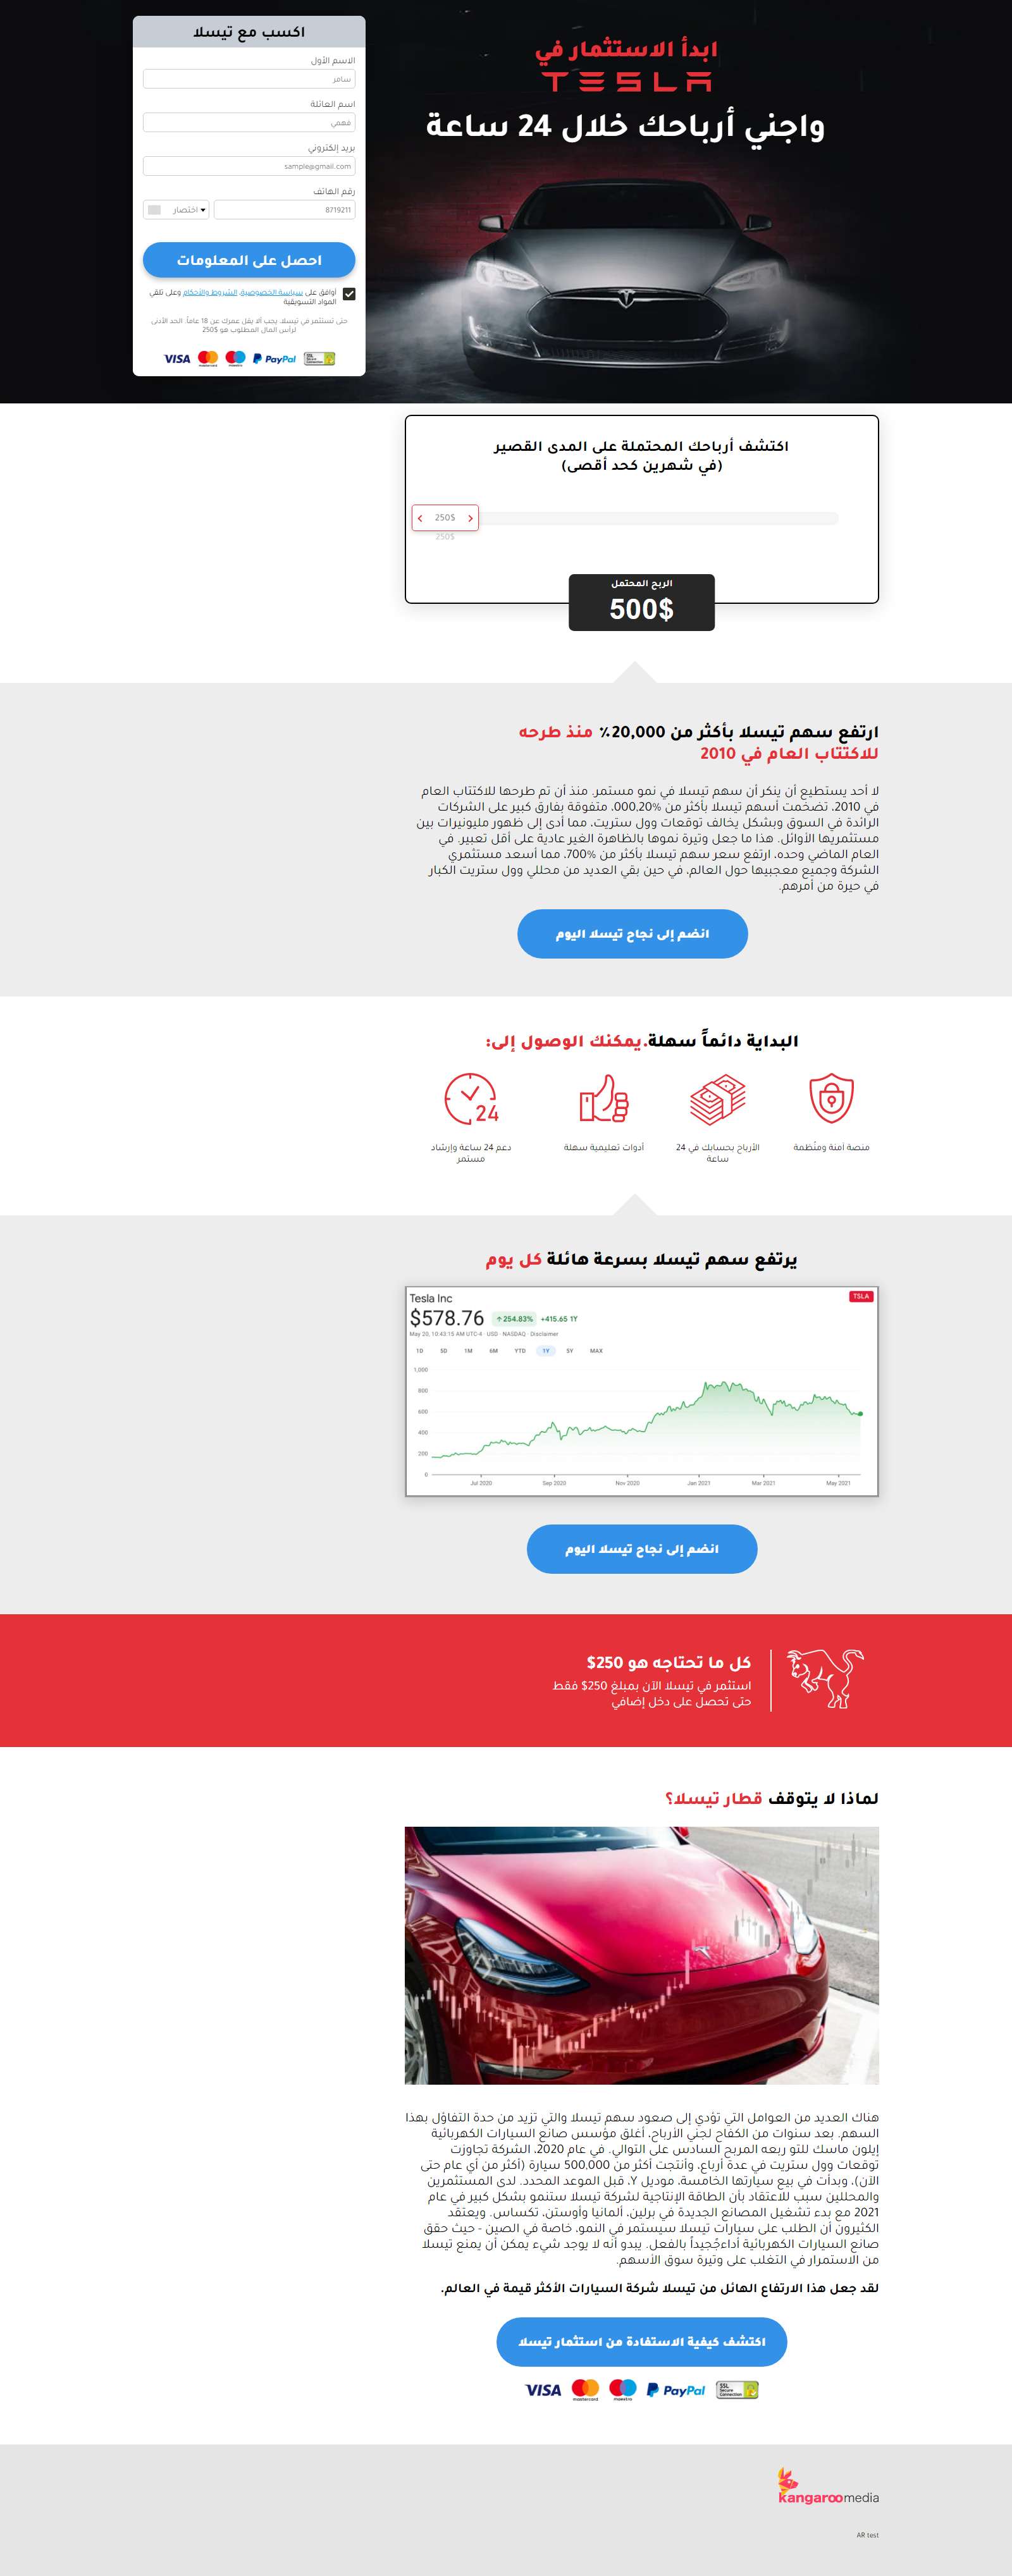 ابدأ الاستثمار في
TESLA
واجني أرباحك خلال 24 ساعة
اكسب مع تيسلا
الاسم الأول
سامر
اسم العائلة
فهمي
بريد إلكتروني
sample@gmail.com
رقم الهاتف
8719211
اختصار
احصل على المعلومات
أوافق على سياسة الخصوصية، الشروط والأحكام وعلى تلقي
المواد التسويقية
حتى تستثمر في تيسلا، يجب ألا يقل عمرك عن 18 عاماً. الحد الأدنى
لرأس المال المطلوب هو 250$
VISA mastercard maestro PayPal SSL Secure Connection
اكتشف أرباحك المحتملة على المدى القصير
(في شهرين كحد أقصى)
250$
250$
الربح المحتمل
500$
ارتفع سهم تيسلا بأكثر من 20,000٪ منذ طرحه
للاكتتاب العام في 2010
لا أحد يستطيع أن ينكر أن سهم تيسلا في نمو مستمر. منذ أن تم طرحها للاكتتاب العام
في 2010، تضخمت أسهم تيسلا بأكثر من %000,20، متفوقة بفارق كبير على الشركات
الرائدة في السوق وبشكل يخالف توقعات وول ستريت، مما أدى إلى ظهور مليونيرات بين
مستثمريها الأوائل. هذا ما جعل وتيرة نموها بالظاهرة الغير عادية على أقل تعبير. في
العام الماضي وحده، ارتفع سعر سهم تيسلا بأكثر من %700، مما أسعد مستثمري
الشركة وجميع معجبيها حول العالم، في حين بقي العديد من محللي وول ستريت الكبار
في حيرة من أمرهم.
انضم إلى نجاح تيسلا اليوم
البداية دائماً سهلة.يمكنك الوصول إلى:
منصة آمنة ومنُظمة
الأرباح بحسابك في 24
ساعة
أدوات تعليمية سهلة
24
دعم 24 ساعة وإرشاد
مستمر
يرتفع سهم تيسلا بسرعة هائلة كل يوم
Tesla Inc
TSLA
$578.76 ↑254.83% +415.65 1Y
May 20, 10:43:15 AM UTC-4 · USD · NASDAQ · Disclaimer
1D 5D 1M 6M YTD 1Y 5Y MAX
1,000
800
600
400
200
0
Jul 2020 Sep 2020 Nov 2020 Jan 2021 Mar 2021 May 2021
انضم إلى نجاح تيسلا اليوم
كل ما تحتاجه هو 250$
استثمر في تيسلا الآن بمبلغ 250$ فقط
حتى تحصل على دخل إضافي
لماذا لا يتوقف قطار تيسلا؟
هناك العديد من العوامل التي تؤدي إلى صعود سهم تيسلا والتي تزيد من حدة التفاؤل بهذا
السهم. بعد سنوات من الكفاح لجني الأرباح، أغلق مؤسس صانع السيارات الكهربائية
إيلون ماسك للتو ربعه المربح السادس على التوالي. في عام 2020، الشركة تجاوزت
توقعات وول ستريت في عدة أرباع، وأنتجت أكثر من 500,000 سيارة (أكثر من أي عام حتى
الآن)، وبدأت في بيع سيارتها الخامسة، موديل Y، قبل الموعد المحدد. لدى المستثمرين
والمحللين سبب للاعتقاد بأن الطاقة الإنتاجية لشركة تيسلا ستنمو بشكل كبير في عام
2021 مع بدء تشغيل المصانع الجديدة في برلين، ألمانيا وأوستن، تكساس. ويعتقد
الكثيرون أن الطلب على سيارات تيسلا سيستمر في النمو، خاصة في الصين - حيث حقق
صانع السيارات الكهربائية أداءجًجيداً بالفعل. يبدو أنه لا يوجد شيء يمكن أن يمنع تيسلا
من الاستمرار في التغلب على وتيرة سوق الأسهم.
لقد جعل هذا الارتفاع الهائل من تيسلا شركة السيارات الأكثر قيمة في العالم.
اكتشف كيفية الاستفادة من استثمار تيسلا
VISA mastercard maestro PayPal SSL Secure Connection
kangaroomedia
AR test